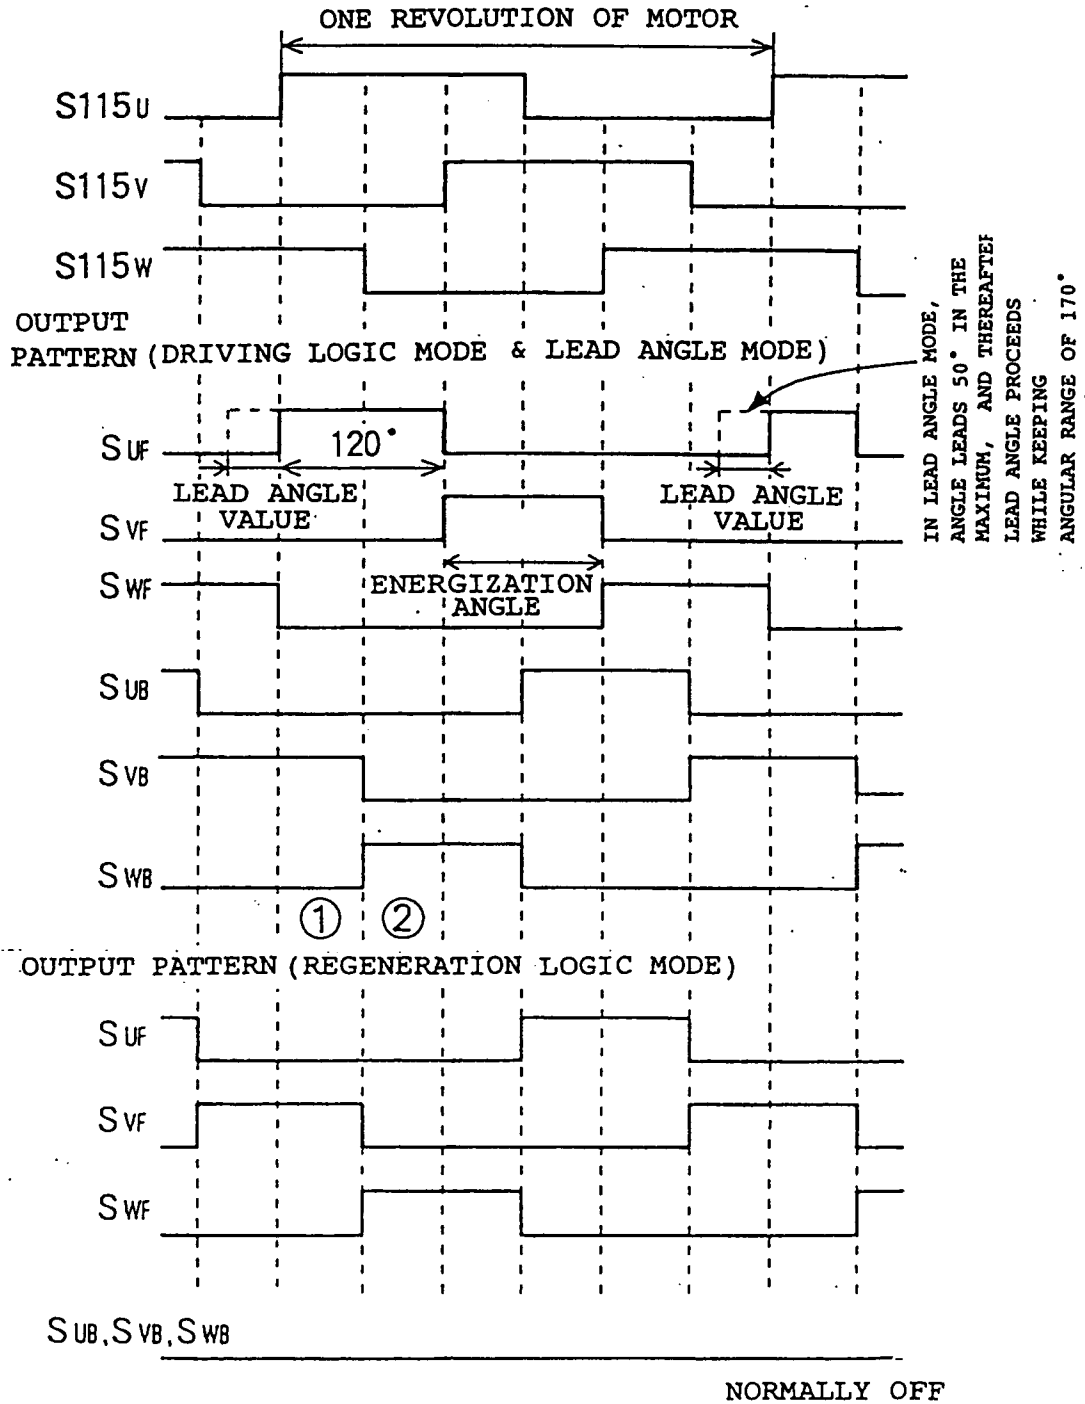 ONE REVOLUTION OF MOTOR
S115U
S115V
S115W
OUTPUT
PATTERN (DRIVING LOGIC MODE & LEAD ANGLE MODE)
IN LEAD ANGLE MODE,
ANGLE LEADS 50° IN THE
MAXIMUM, AND THEREAFTER
LEAD ANGLE PROCEEDS
WHILE KEEPING
ANGULAR RANGE OF 170°
SUF
120°
LEAD ANGLE
VALUE
LEAD ANGLE
VALUE
SVF
SWF
ENERGIZATION
ANGLE
SUB
SVB
SWB
① ②
OUTPUT PATTERN (REGENERATION LOGIC MODE)
SUF
SVF
SWF
SUB, SVB, SWB
NORMALLY OFF